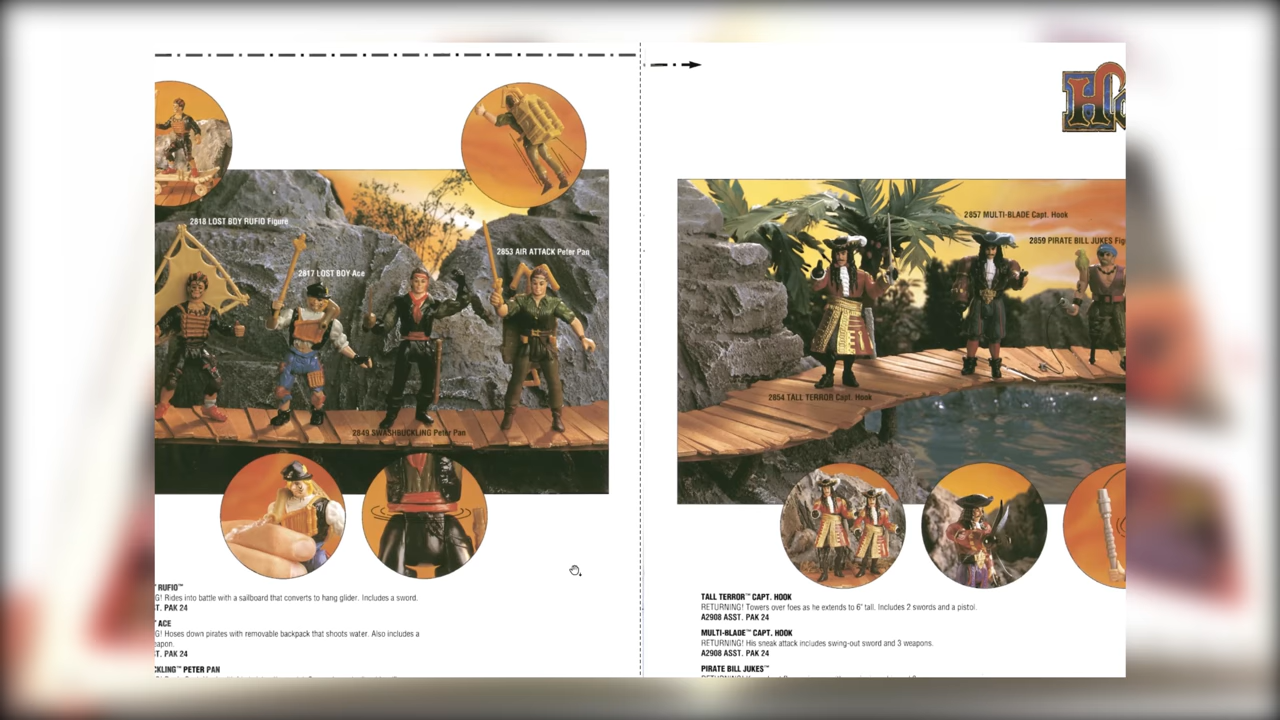 2818 LOST BOY RUFIO Figure
2817 LOST BOY Ace
2853 AIR ATTACK Peter Pan
2849 SWASHBUCKLING Peter Pan
RUFIO™
G! Rides into battle with a sailboard that converts to hang glider. Includes a sword.
T. PAK 24
ACE
G! Hoses down pirates with removable backpack that shoots water. Also includes a
eapon.
T. PAK 24
CKLING™ PETER PAN
H
2857 MULTI-BLADE Capt. Hook
2859 PIRATE BILL JUKES Fig
2854 TALL TERROR Capt. Hook
TALL TERROR™ CAPT. HOOK
RETURNING! Towers over foes as he extends to 6" tall. Includes 2 swords and a pistol.
A2908 ASST. PAK 24
MULTI-BLADE™ CAPT. HOOK
RETURNING! His sneak attack includes swing-out sword and 3 weapons.
A2908 ASST. PAK 24
PIRATE BILL JUKES™